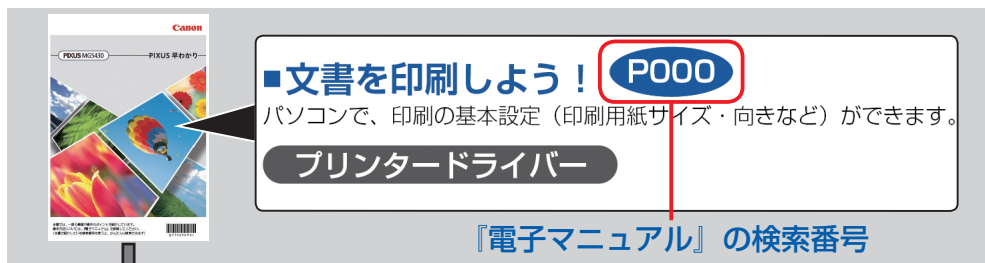 Canon
PIXUS MG5430
PIXUS 早わかり
■文書を印刷しよう！ P000
パソコンで、印刷の基本設定（印刷用紙サイズ・向きなど）ができます。
プリンタードライバー
『電子マニュアル』の検索番号